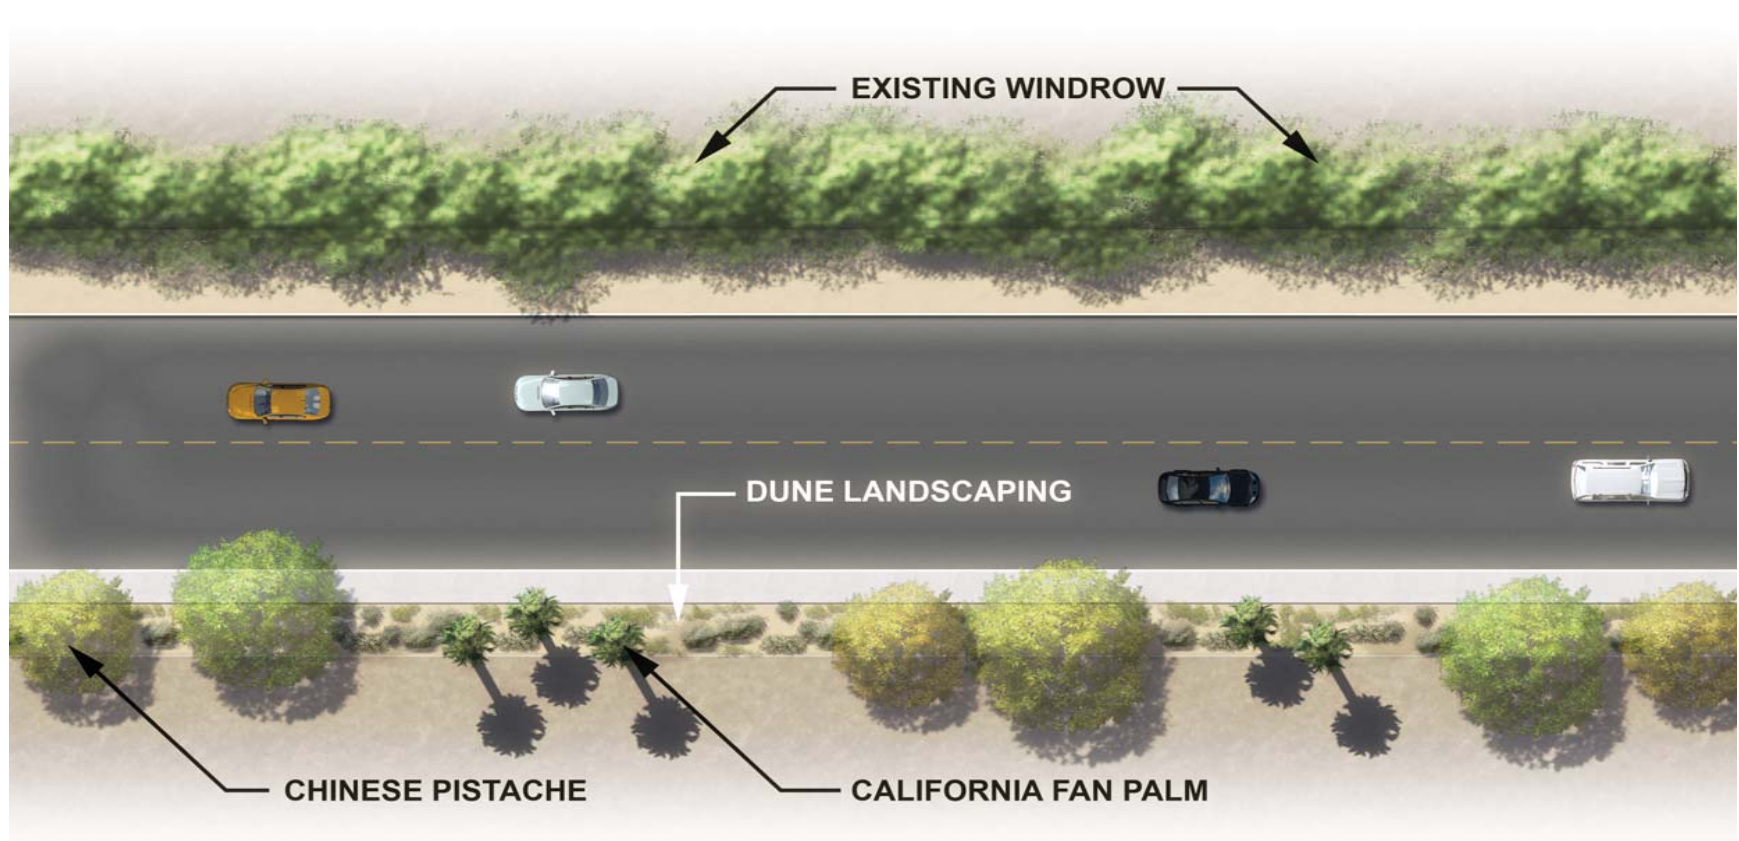 EXISTING WINDROW
DUNE LANDSCAPING
CHINESE PISTACHE
CALIFORNIA FAN PALM